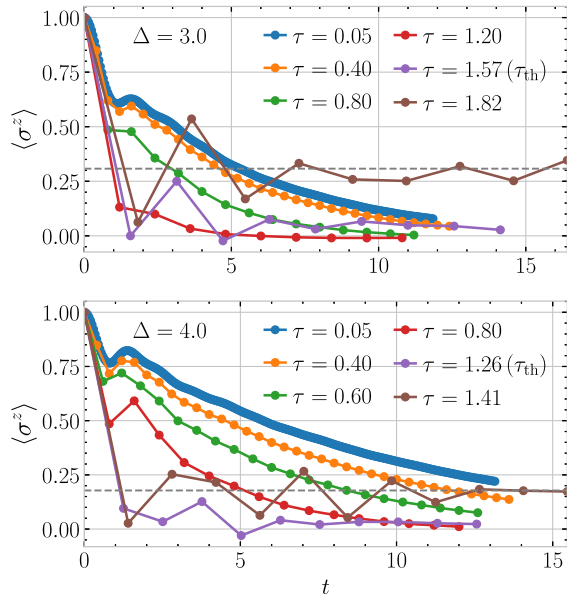 1.00
0.75
0.50
0.25
0.00
⟨σ^z⟩
Δ = 3.0
τ = 0.05
τ = 0.40
τ = 0.80
τ = 1.20
τ = 1.57 (τ_th)
τ = 1.82
0 5 10 15
1.00
0.75
0.50
0.25
0.00
⟨σ^z⟩
Δ = 4.0
τ = 0.05
τ = 0.40
τ = 0.60
τ = 0.80
τ = 1.26 (τ_th)
τ = 1.41
0 5 10 15
t